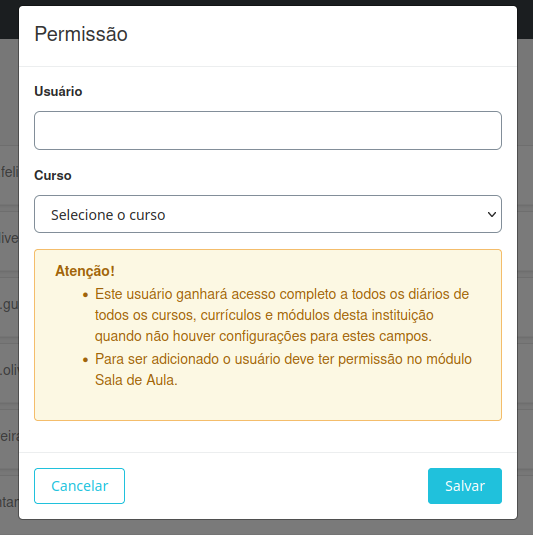 Permissão
Usuário
Curso
Selecione o curso
Atenção!
Este usuário ganhará acesso completo a todos os diários de
todos os cursos, currículos e módulos desta instituição
quando não houver configurações para estes campos.
Para ser adicionado o usuário deve ter permissão no módulo
Sala de Aula.
Cancelar
Salvar